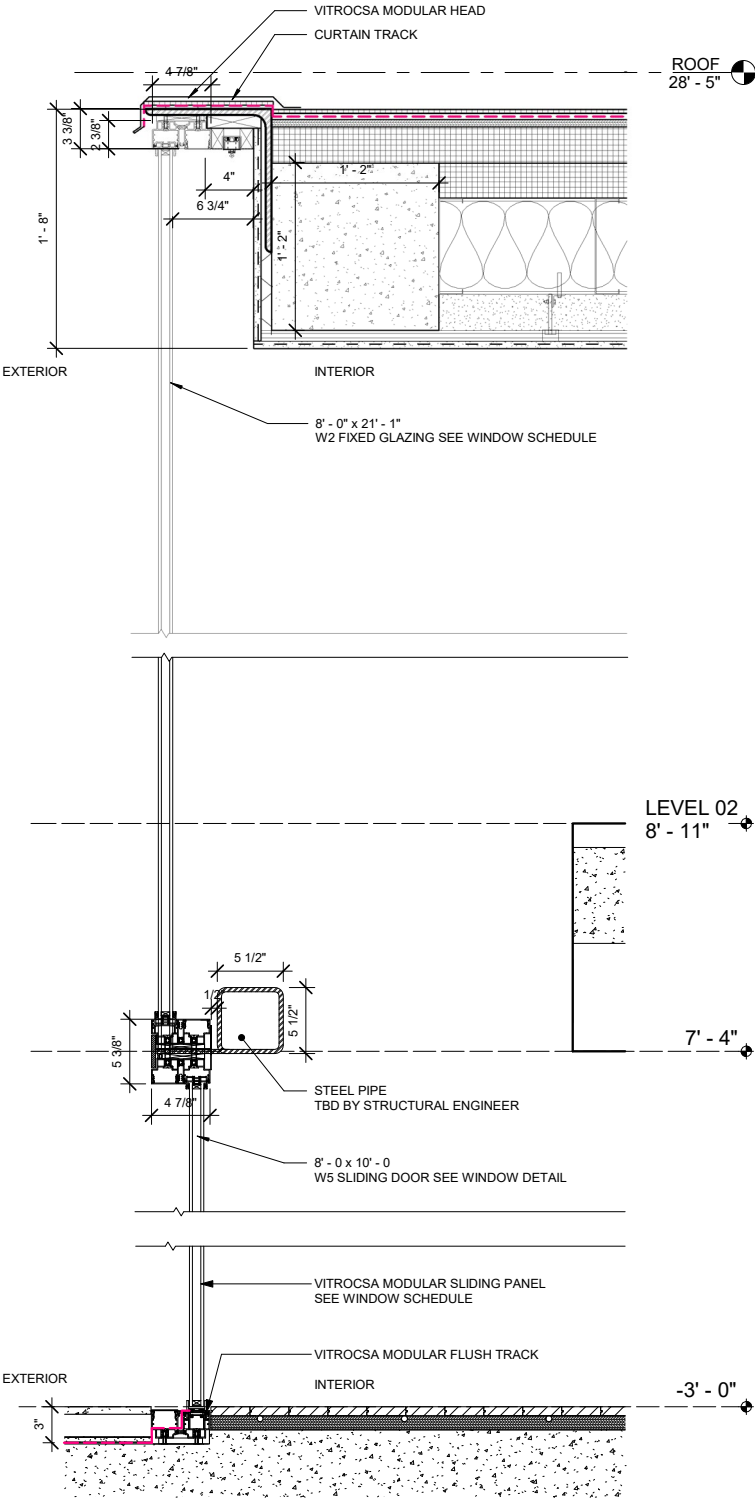 VITROCSA MODULAR HEAD
CURTAIN TRACK
4 7/8"
ROOF
28' - 5"
3 3/8"
2 3/8"
1' - 2"
4"
6 3/4"
1' - 2"
1' - 8"
EXTERIOR
INTERIOR
8' - 0" x 21' - 1"
W2 FIXED GLAZING SEE WINDOW SCHEDULE
LEVEL 02
8' - 11"
5 1/2"
1/2"
5 1/2"
5 3/8"
7' - 4"
STEEL PIPE
TBD BY STRUCTURAL ENGINEER
4 7/8"
8' - 0 x 10' - 0
W5 SLIDING DOOR SEE WINDOW DETAIL
VITROCSA MODULAR SLIDING PANEL
SEE WINDOW SCHEDULE
VITROCSA MODULAR FLUSH TRACK
EXTERIOR
INTERIOR
-3' - 0"
3"